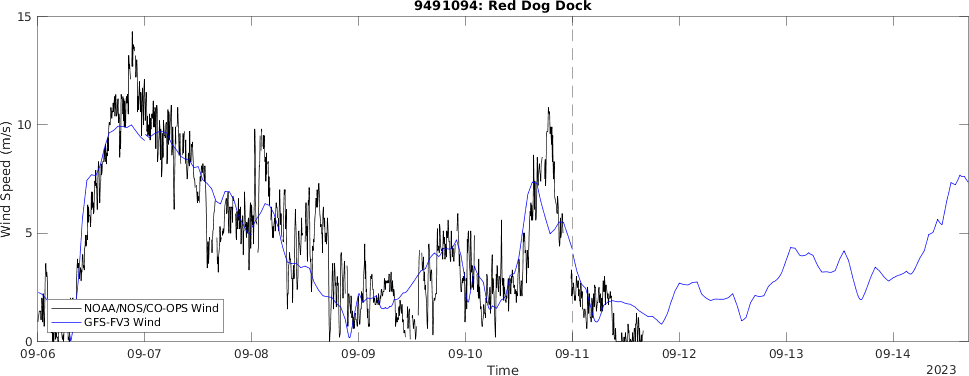 9491094: Red Dog Dock
15
10
5
0
Wind Speed (m/s)
NOAA/NOS/CO-OPS Wind
GFS-FV3 Wind
09-06 09-07 09-08 09-09 09-10 09-11 09-12 09-13 09-14
Time
2023